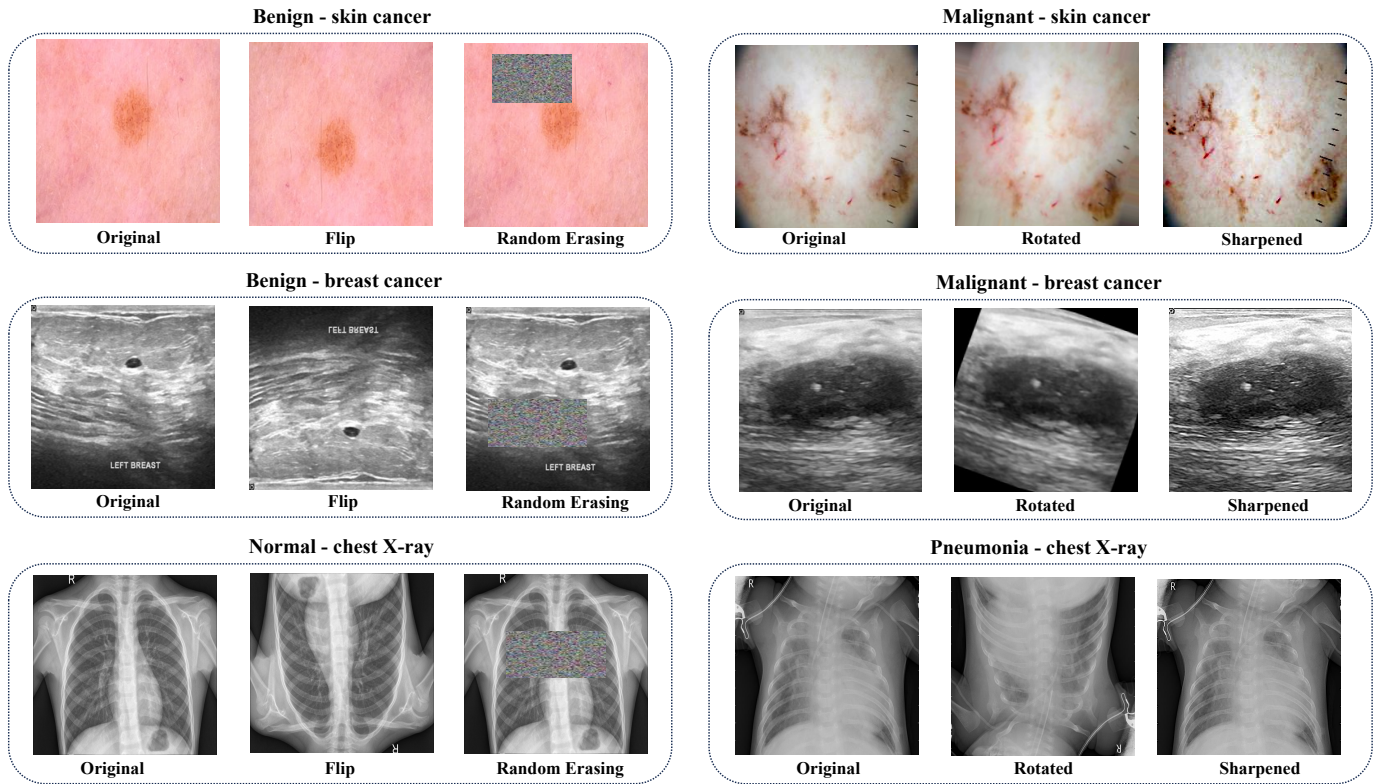 Benign - skin cancer
Original
Flip
Random Erasing
Malignant - skin cancer
Original
Rotated
Sharpened
Benign - breast cancer
LEFT BREAST
Original
LEFT BREAST
Flip
LEFT BREAST
Random Erasing
Malignant - breast cancer
Original
Rotated
Sharpened
Normal - chest X-ray
R
Original
R
Flip
R
Random Erasing
Pneumonia - chest X-ray
R
Original
R
Rotated
R
Sharpened